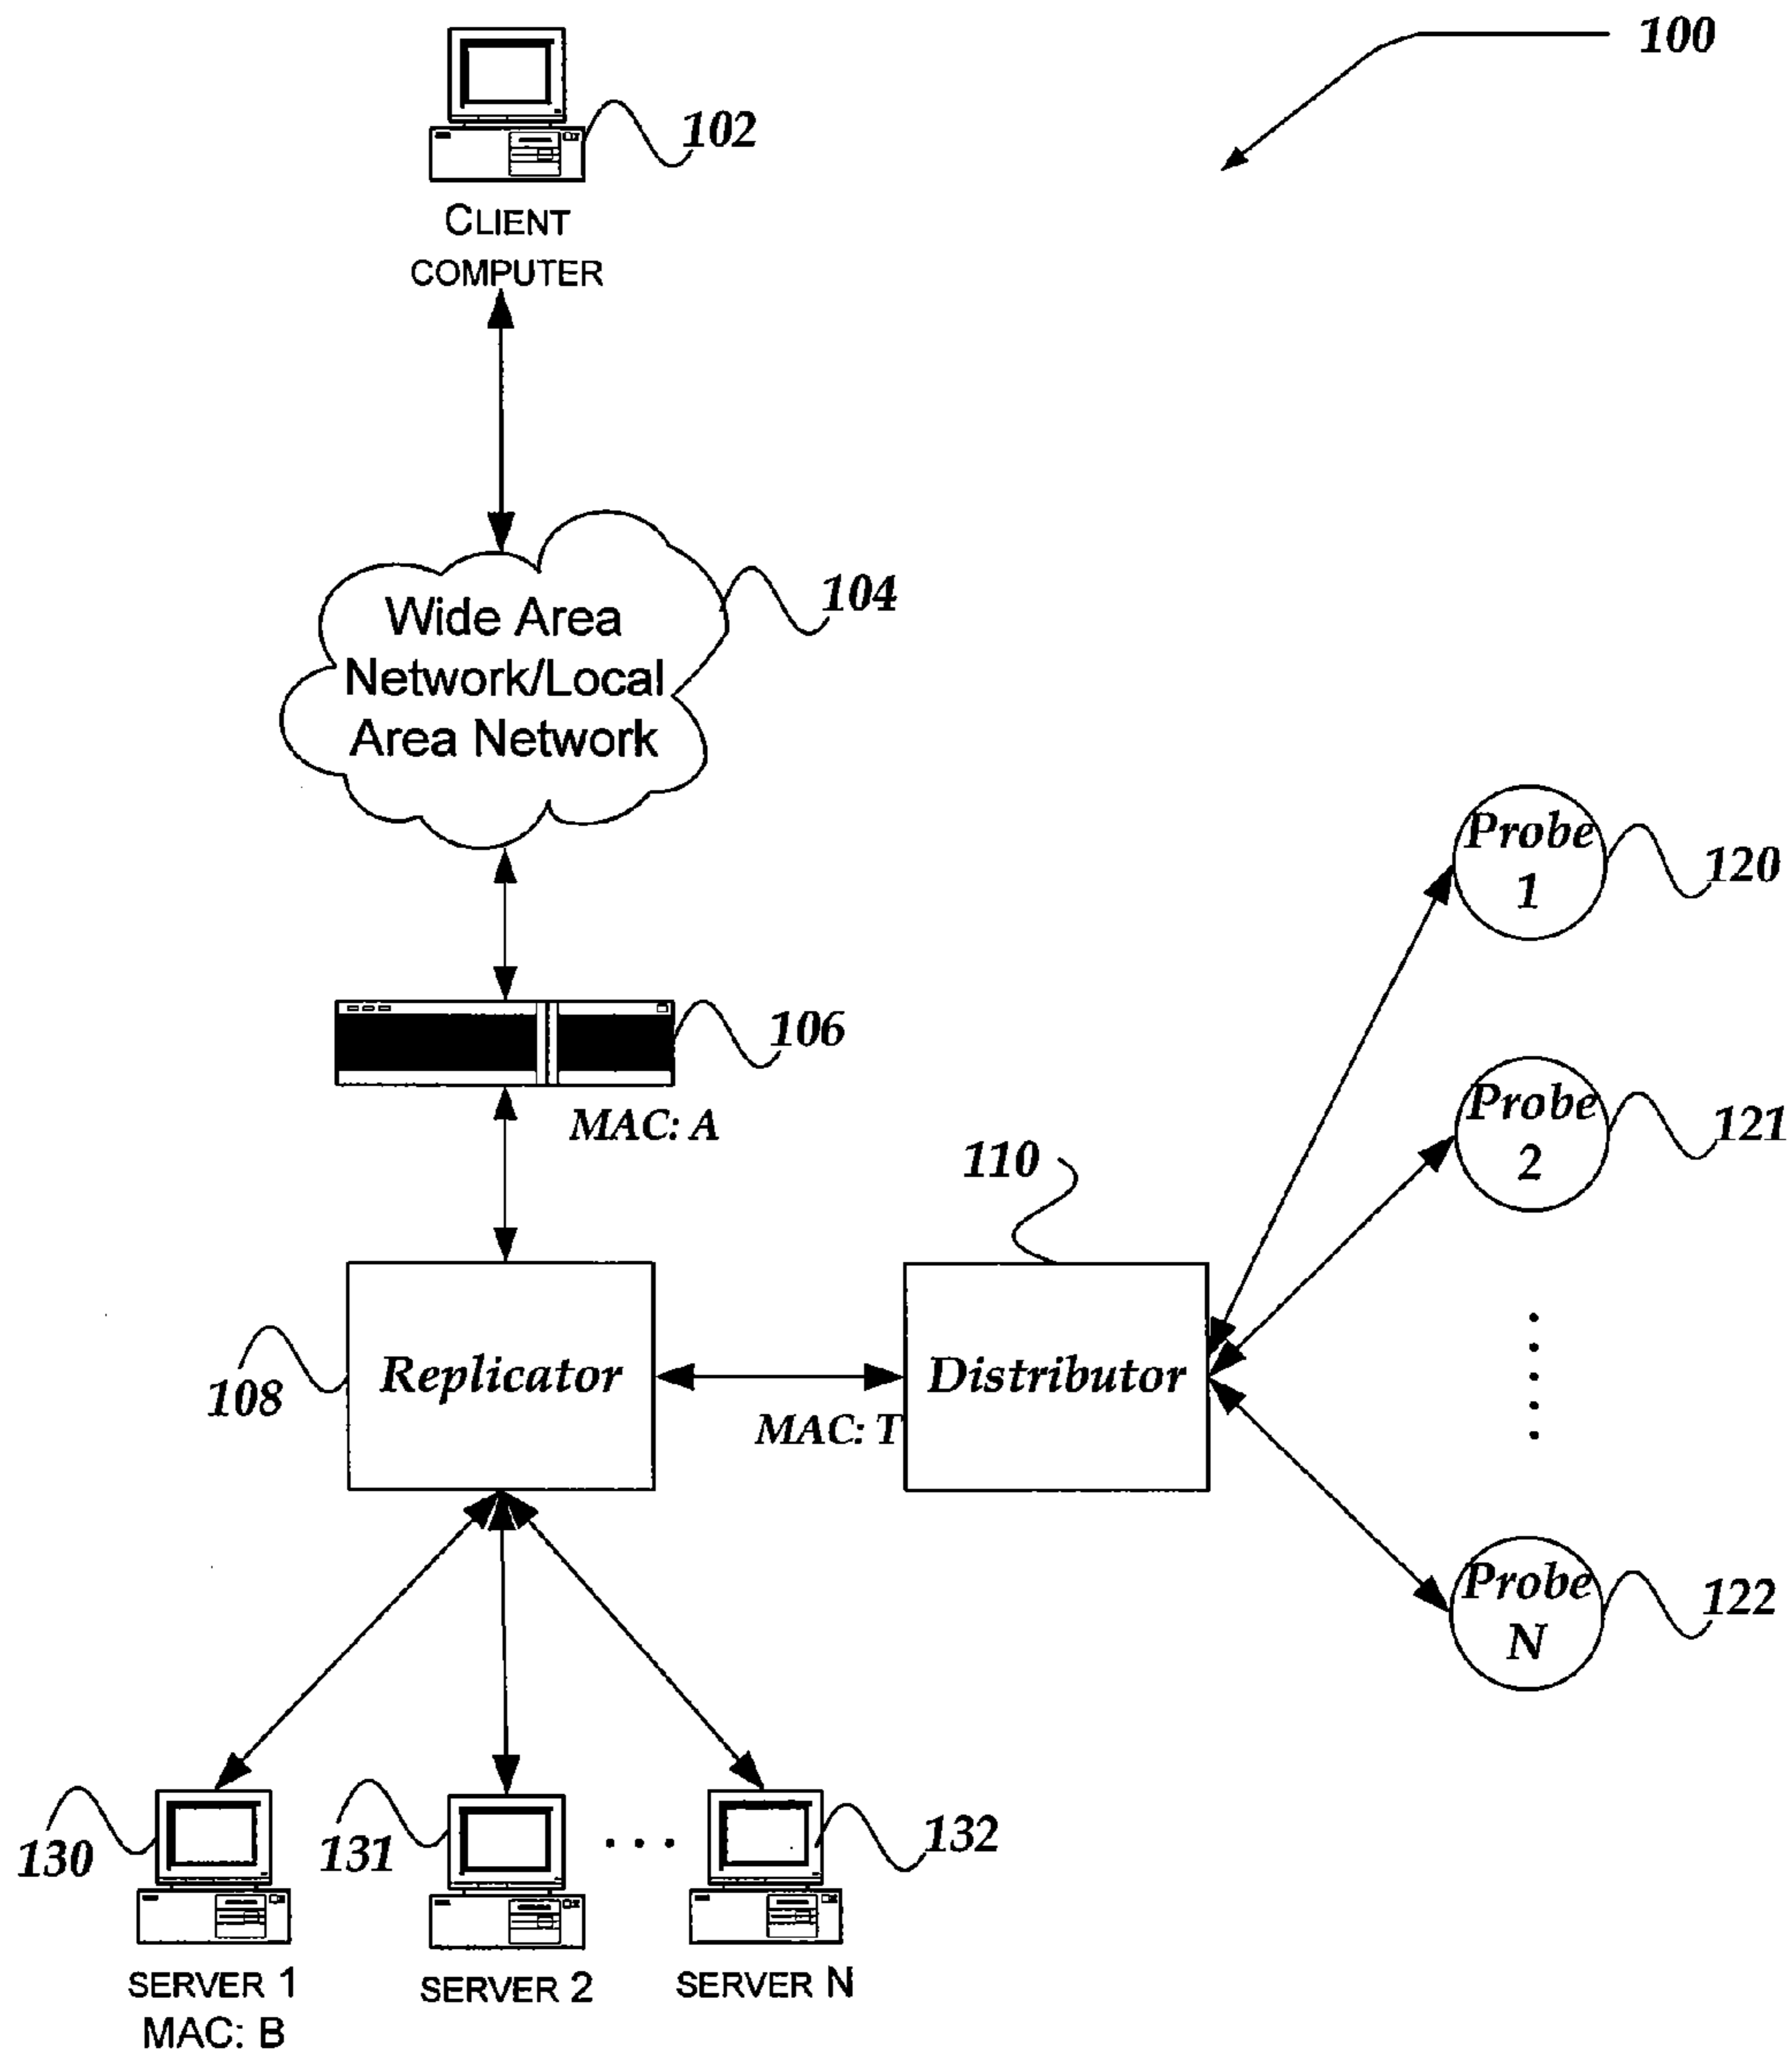 100
102
CLIENT
COMPUTER
104
Wide Area
Network/Local
Area Network
Probe
1
120
106
MAC: A
Probe
2
121
110
Replicator
108
Distributor
MAC: T
Probe
N
122
130
131
132
SERVER 1
MAC: B
SERVER 2
SERVER N